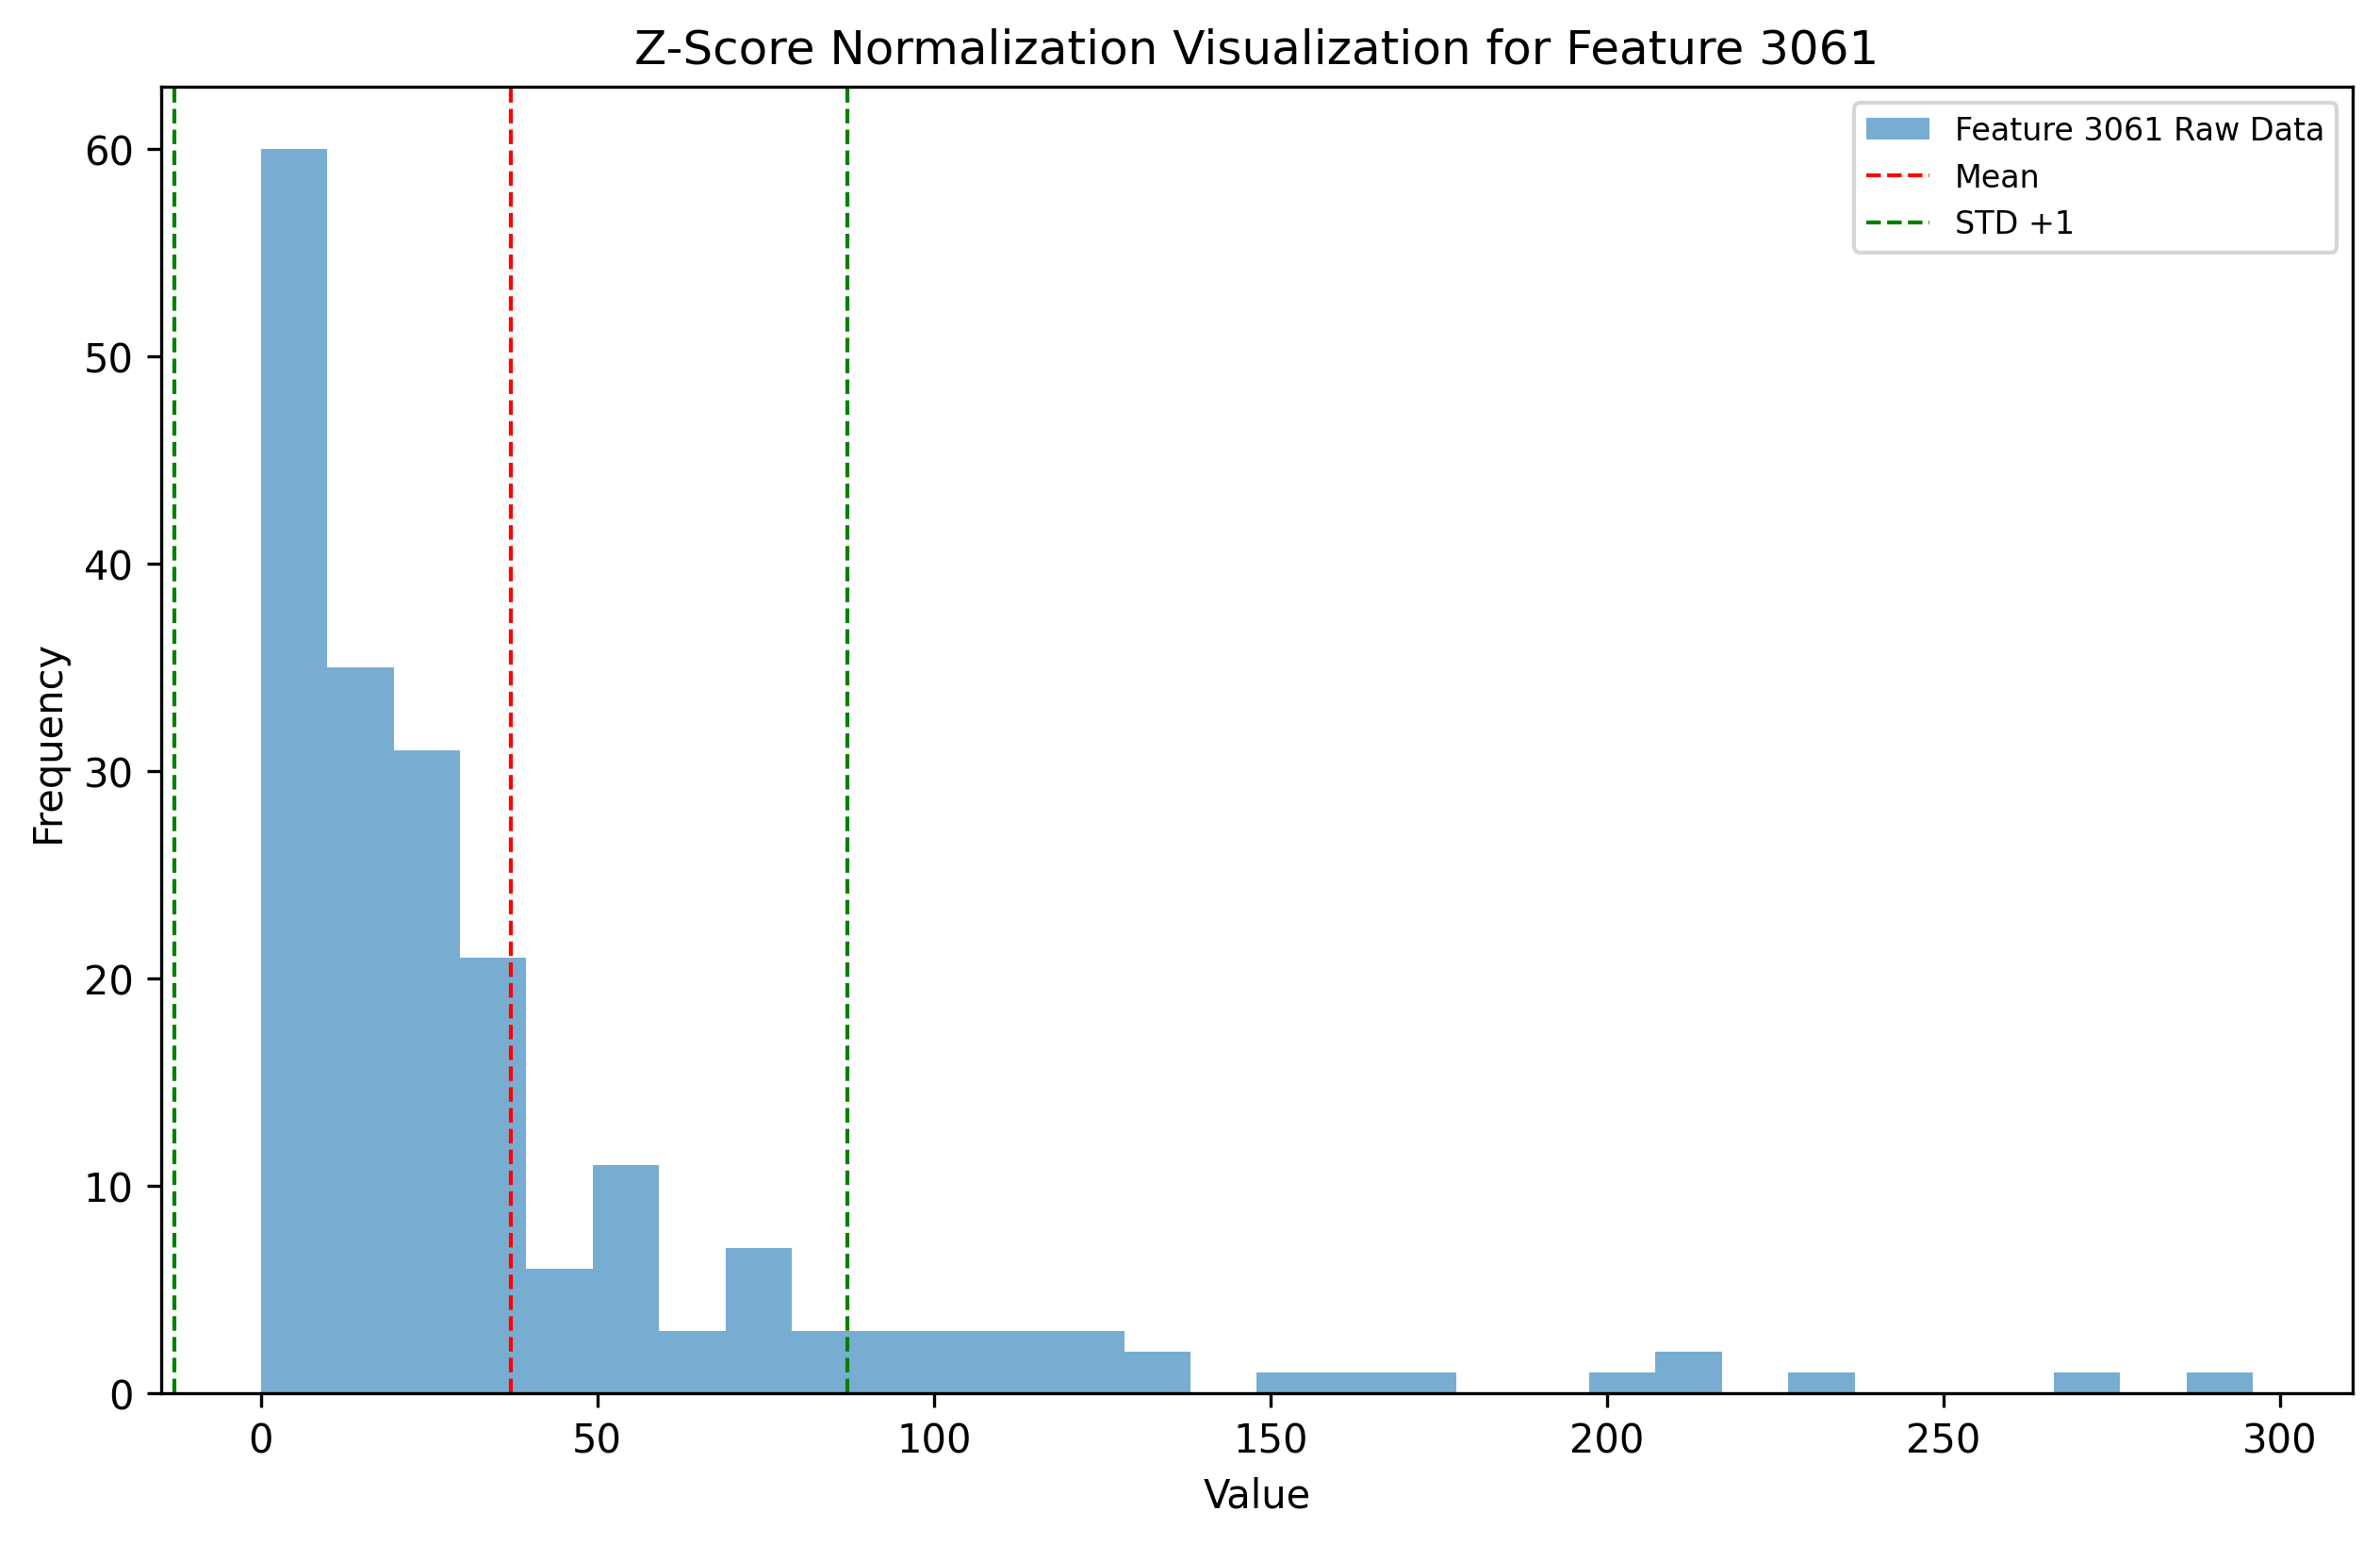 Z-Score Normalization Visualization for Feature 3061
Feature 3061 Raw Data
Mean
STD +1
60
50
40
30
20
10
0
Frequency
0 50 100 150 200 250 300
Value